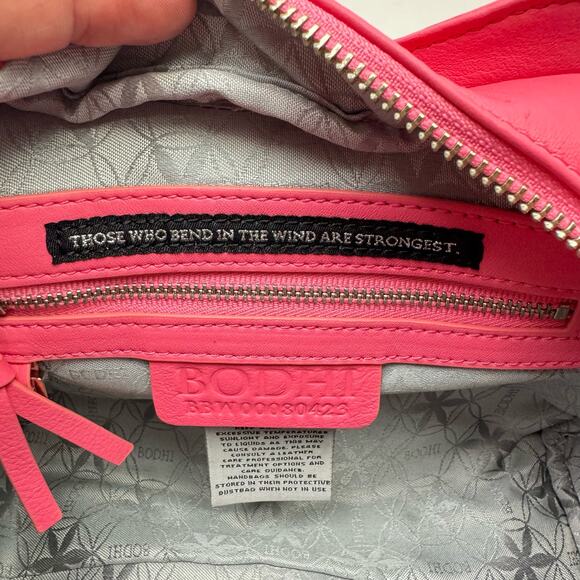 THOSE WHO BEND IN THE WIND ARE STRONGEST.
BODHI
BBW00080423
EXCESSIVE TEMPERATURES
SUNLIGHT AND EXPOSURE
TO LIQUIDS AS THIS MAY
CAUSE DAMAGE. PLEASE
CONSULT A LEATHER
CARE PROFESSIONAL FOR
TREATMENT OPTIONS AND
CARE GUIDANCE.
HANDBAGS SHOULD BE
STORED IN THEIR PROTECTIVE
DUSTBAG WHEN NOT IN USE
BODHI
BODHI
BODHI
BODHI